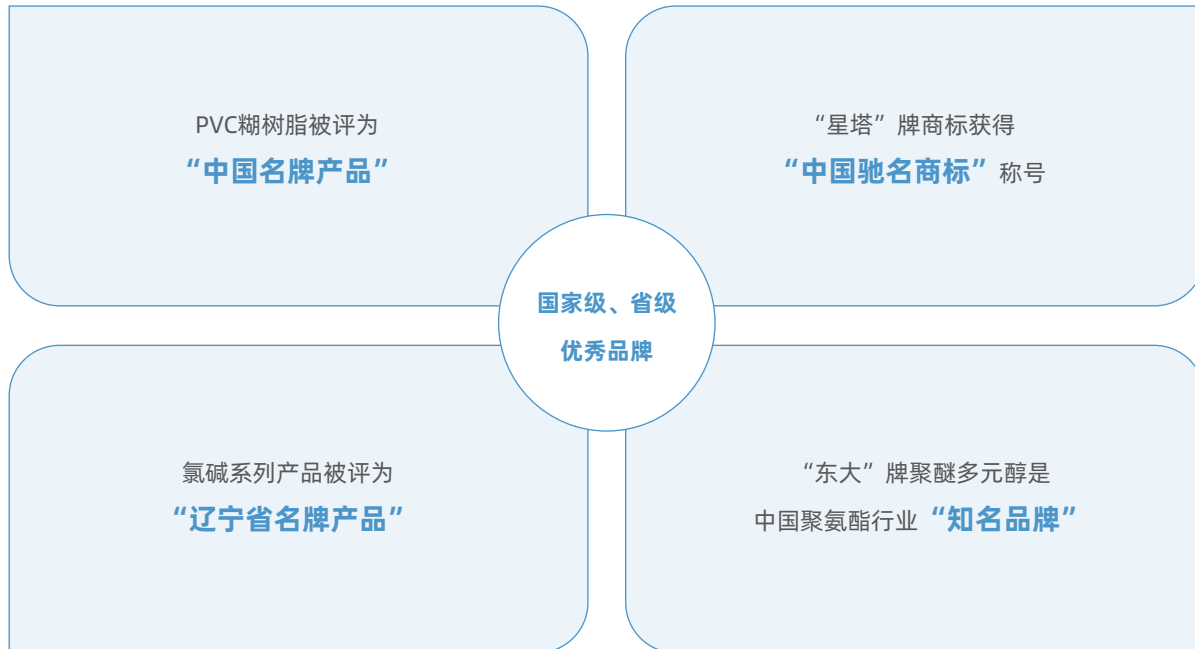 PVC糊树脂被评为
“中国名牌产品”
“星塔”牌商标获得
“中国驰名商标”称号
国家级、省级
优秀品牌
氯碱系列产品被评为
“辽宁省名牌产品”
“东大”牌聚醚多元醇是
中国聚氨酯行业“知名品牌”